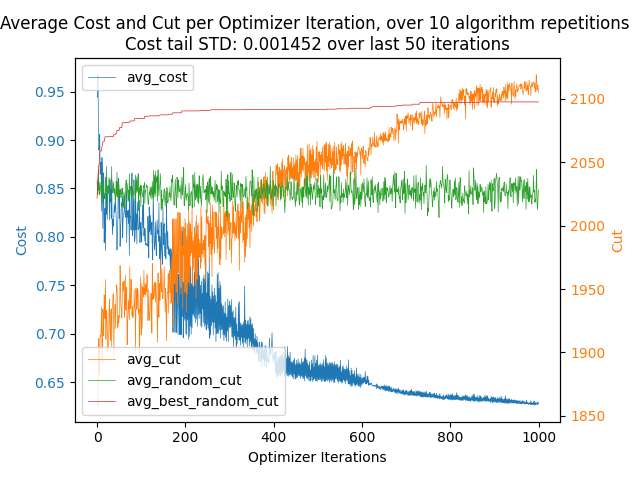 Average Cost and Cut per Optimizer Iteration, over 10 algorithm repetitions
Cost tail STD: 0.001452 over last 50 iterations
avg_cost
0.95
0.90
0.85
0.80
0.75
0.70
0.65
Cost
2100
2050
2000
1950
1900
1850
Cut
avg_cut
avg_random_cut
avg_best_random_cut
0
200
400
600
800
1000
Optimizer Iterations